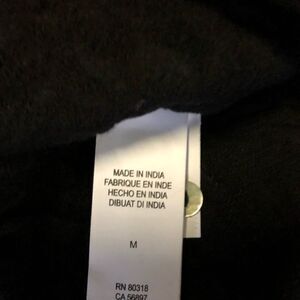 MADE IN INDIA
FABRIQUE EN INDE
HECHO EN INDIA
DIBUAT DI INDIA
M
RN 80318
CA 56897